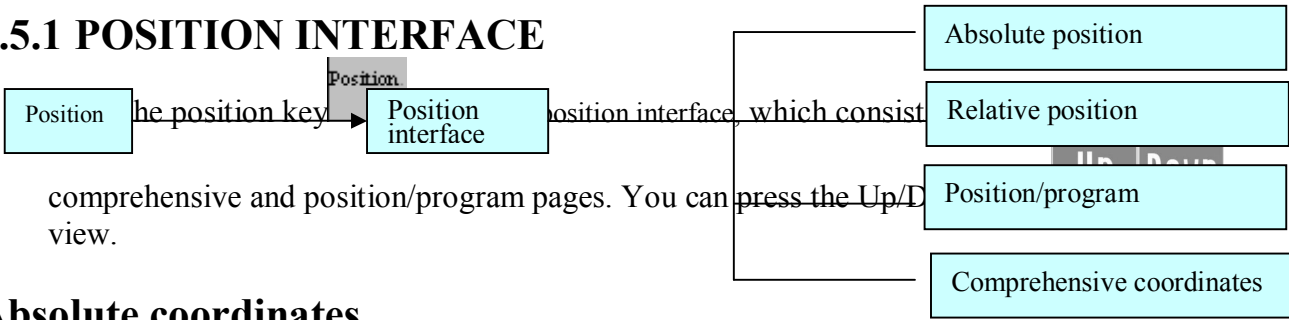 .5.1 POSITION INTERFACE
Absolute position
Position
Position
he position key
Position interface
position interface, which consist
Relative position
Up Down
comprehensive and position/program pages. You can press the Up/D
Position/program
view.
Comprehensive coordinates
Absolute coordinates